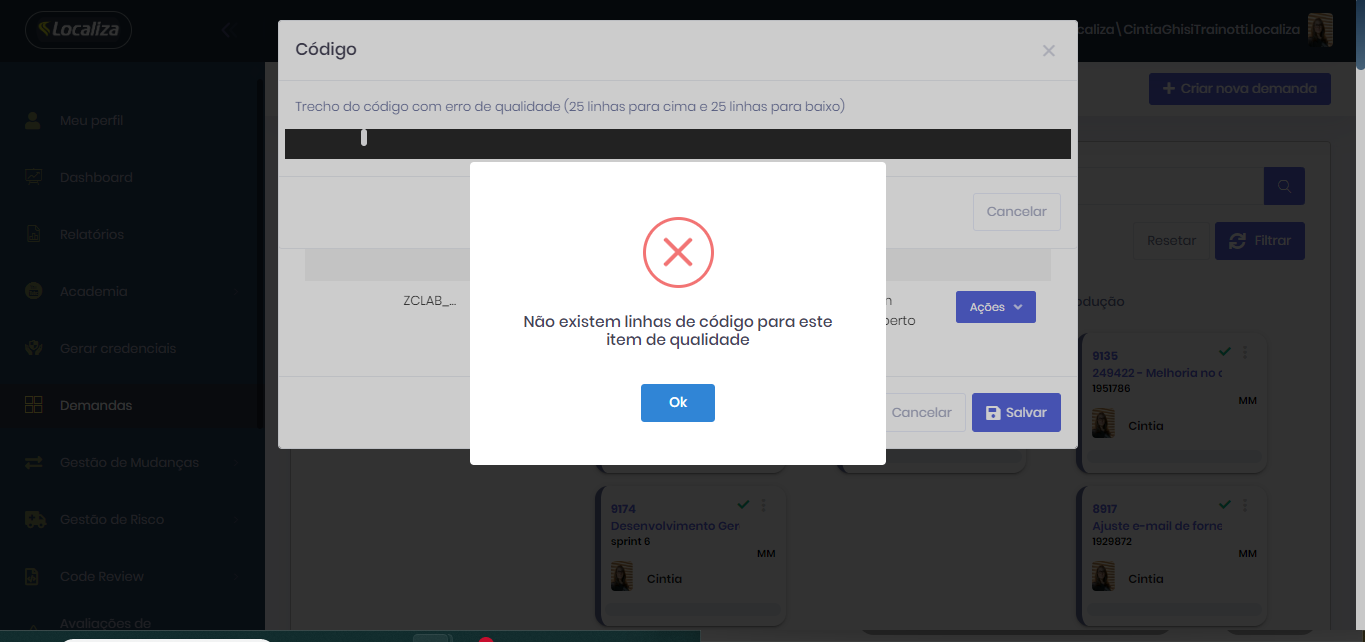 Localiza
caliza\CintiaGhisiTrainotti.localiza
Código
Criar nova demanda
Trecho do código com erro de qualidade (25 linhas para cima e 25 linhas para baixo)
Meu perfil
Dashboard
Relatórios
Academia
Gerar credenciais
Demandas
Gestão de Mudanças
Gestão de Risco
Code Review
Avaliações de
Cancelar
Resetar
Filtrar
ZCLAB_...
n
berto
Ações
odução
Não existem linhas de código para este
item de qualidade
Ok
Cancelar
Salvar
9135
249422 - Melhoria no c
1951786
MM
Cintia
9174
Desenvolvimento Ger
sprint 6
MM
Cintia
8917
Ajuste e-mail de forne
1929872
MM
Cintia